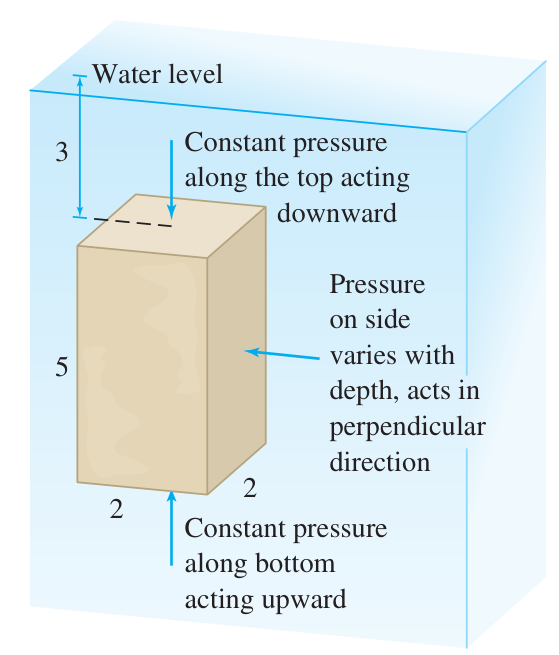 Water level
3
Constant pressure
along the top acting
downward
Pressure
on side
varies with
depth, acts in
perpendicular
direction
5
2
2
Constant pressure
along bottom
acting upward